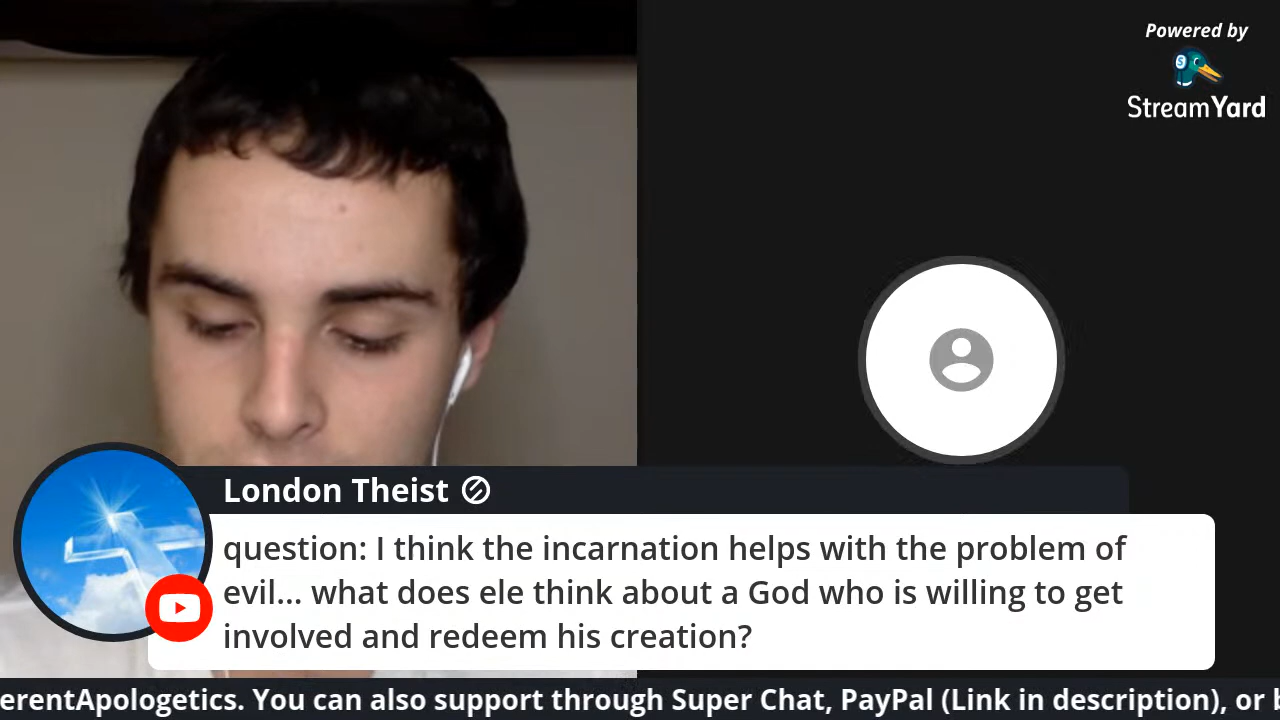 Powered by
StreamYard
London Theist
question: I think the incarnation helps with the problem of
evil... what does ele think about a God who is willing to get
involved and redeem his creation?
erentApologetics. You can also support through Super Chat, PayPal (Link in description), or b